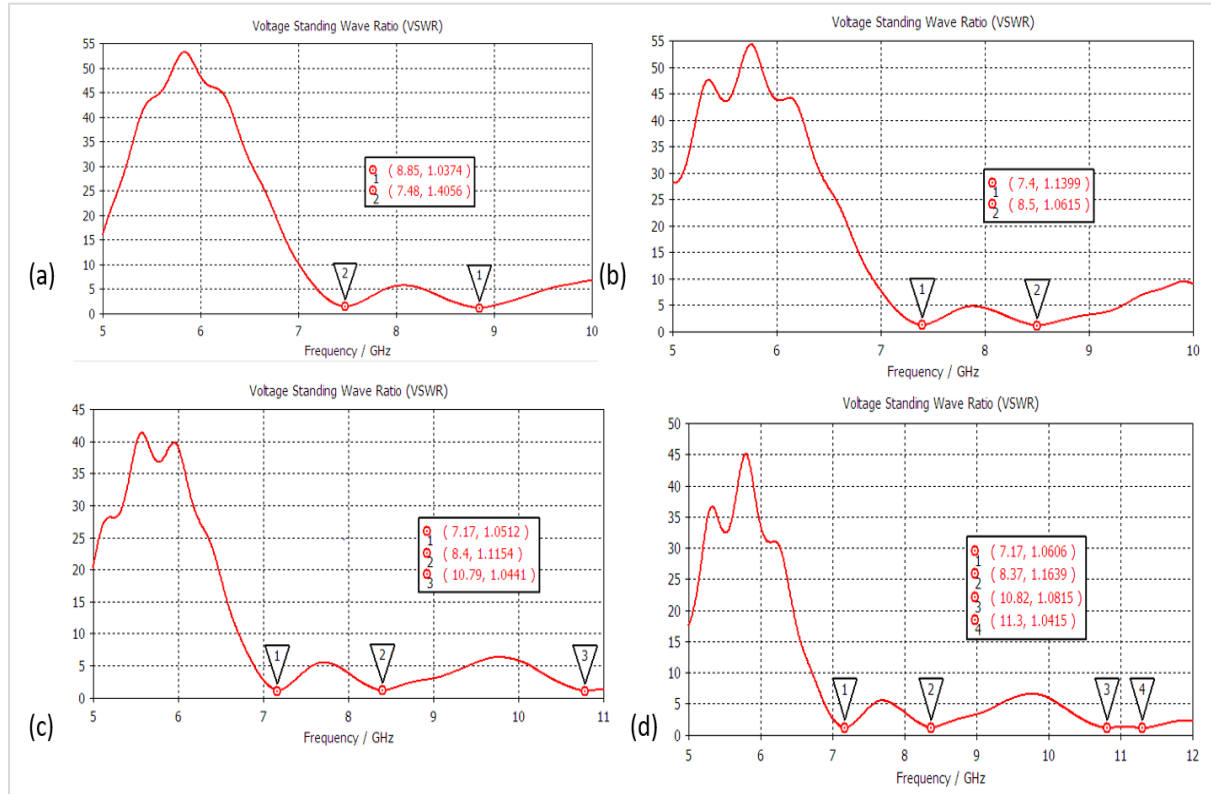 Voltage Standing Wave Ratio (VSWR)
55
50
45
40
35
30
25
20
15
10
5
0
1 ( 8.85, 1.0374 )
2 ( 7.48, 1.4056 )
2
1
5 6 7 8 9 10
Frequency / GHz
(a)
Voltage Standing Wave Ratio (VSWR)
55
50
45
40
35
30
25
20
15
10
5
0
1 ( 7.4, 1.1399 )
2 ( 8.5, 1.0615 )
1
2
5 6 7 8 9 10
Frequency / GHz
(b)
Voltage Standing Wave Ratio (VSWR)
45
40
35
30
25
20
15
10
5
0
1 ( 7.17, 1.0512 )
2 ( 8.4, 1.1154 )
3 ( 10.79, 1.0441 )
1
2
3
5 6 7 8 9 10 11
Frequency / GHz
(c)
Voltage Standing Wave Ratio (VSWR)
50
45
40
35
30
25
20
15
10
5
0
1 ( 7.17, 1.0606 )
2 ( 8.37, 1.1639 )
3 ( 10.82, 1.0815 )
4 ( 11.3, 1.0415 )
1
2
3
4
5 6 7 8 9 10 11 12
Frequency / GHz
(d)